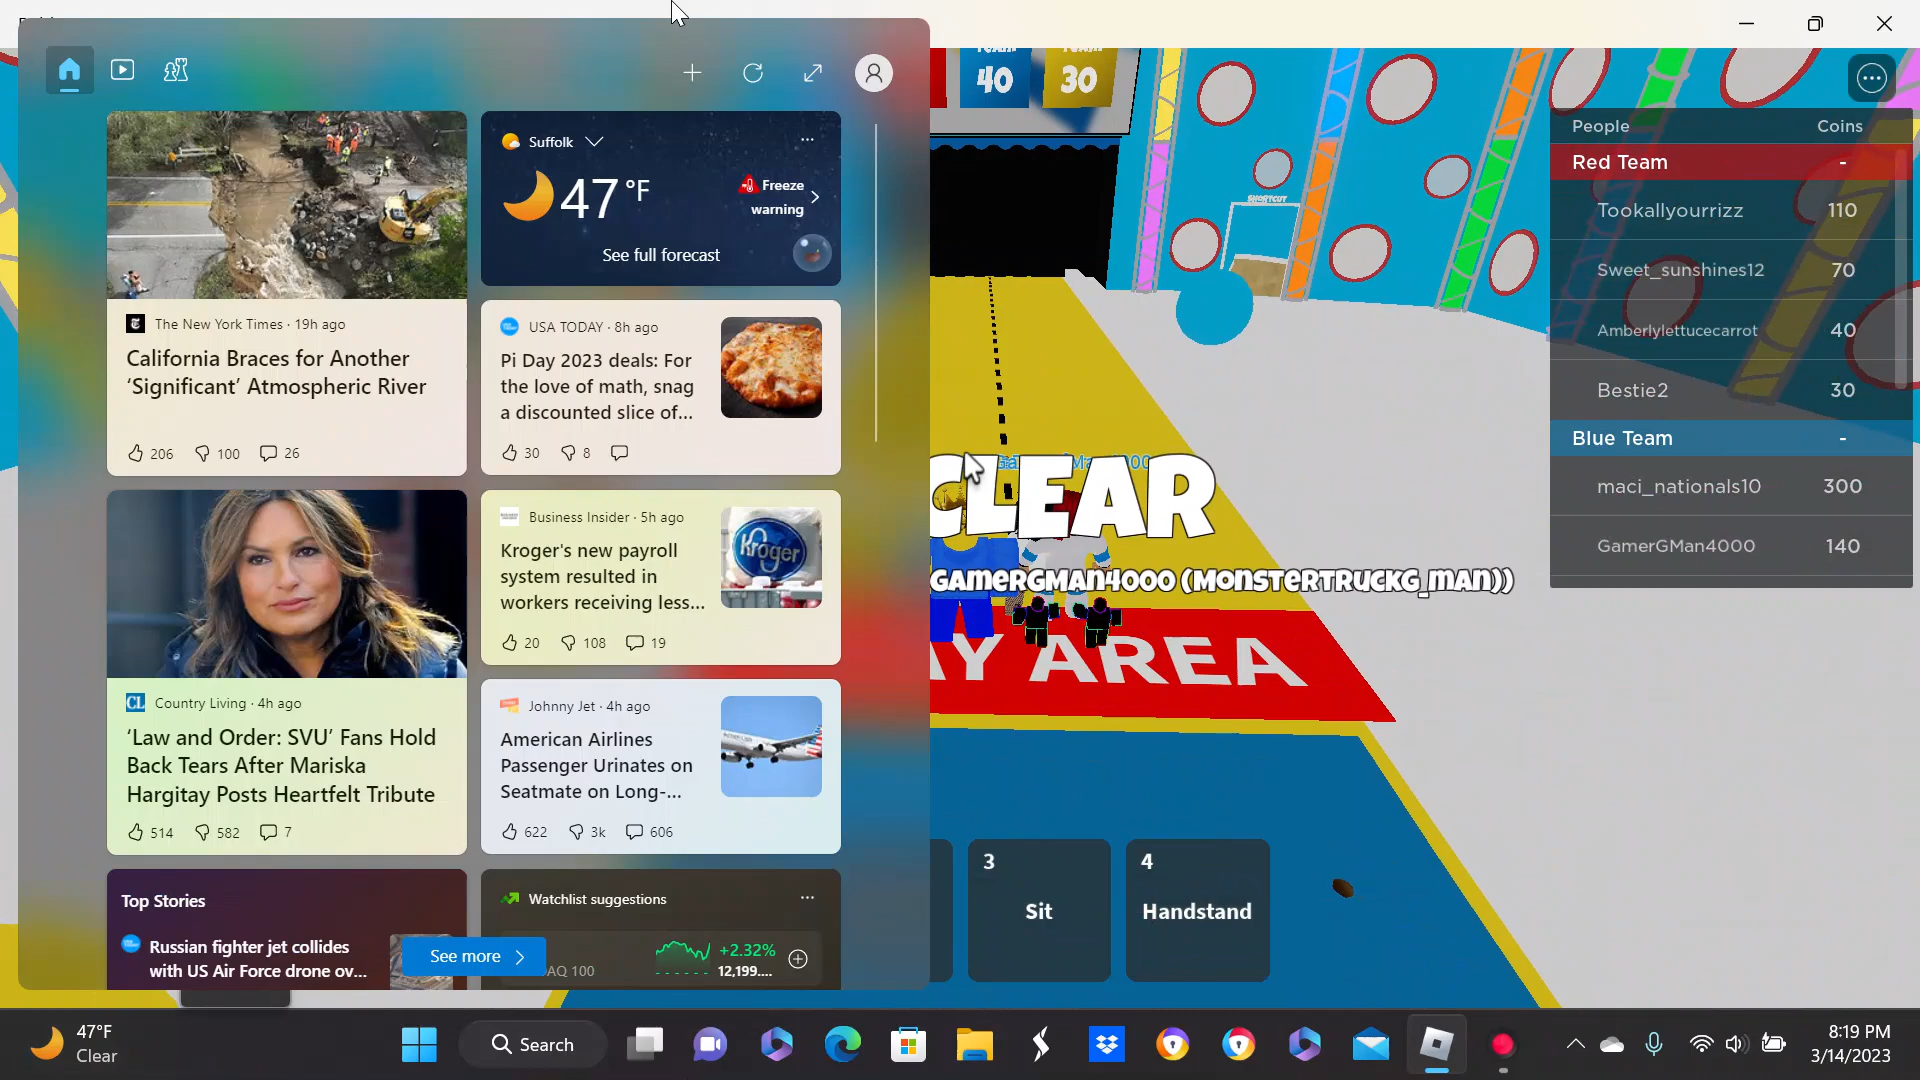 Suffolk
47 °F
Freeze
warning
See full forecast
The New York Times · 19h ago
California Braces for Another
‘Significant’ Atmospheric River
206 100 26
USA TODAY · 8h ago
Pi Day 2023 deals: For
the love of math, snag
a discounted slice of...
30 8
Country Living · 4h ago
‘Law and Order: SVU’ Fans Hold
Back Tears After Mariska
Hargitay Posts Heartfelt Tribute
514 582 7
Business Insider · 5h ago
Kroger's new payroll
system resulted in
workers receiving less...
20 108 19
Kroger
Johnny Jet · 4h ago
American Airlines
Passenger Urinates on
Seatmate on Long-...
622 3k 606
Top Stories
Russian fighter jet collides
with US Air Force drone ov...
See more
Watchlist suggestions
AQ 100
+2.32%
12,199....
40
30
SHORTCUT
CLEAR
GamerGMan4000 (Monstertruckg_man))
Y AREA
3
Sit
4
Handstand
People Coins
Red Team -
Tookallyourrizz 110
Sweet_sunshines12 70
Amberlylettucecarrot 40
Bestie2 30
Blue Team -
maci_nationals10 300
GamerGMan4000 140
47°F
Clear
Search
8:19 PM
3/14/2023